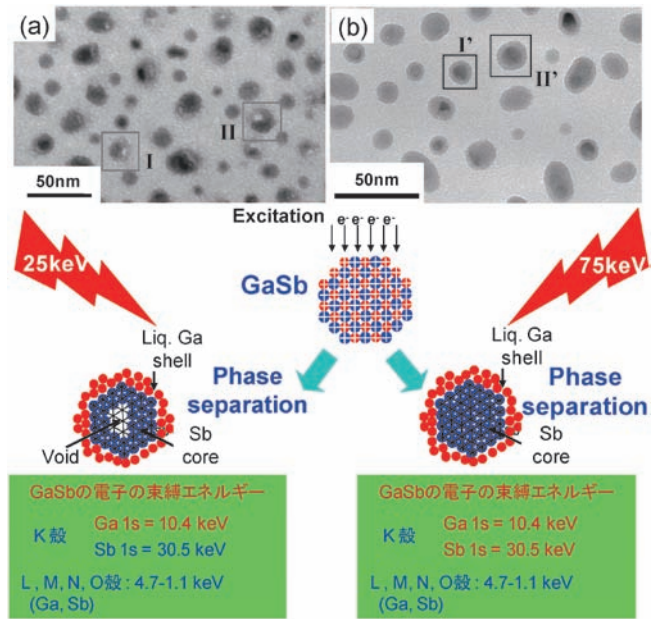 (a)
I
II
50nm
(b)
I’
II’
50nm
Excitation
e⁻ e⁻ e⁻ e⁻
25keV
GaSb
75keV
Liq. Ga
shell
Phase
separation
Void
Sb
core
Liq. Ga
shell
Phase
separation
Sb
core
GaSbの電子の束縛エネルギー
K 殻
Ga 1s = 10.4 keV
Sb 1s = 30.5 keV
L , M, N, O殻 : 4.7-1.1 keV
(Ga, Sb)
GaSbの電子の束縛エネルギー
K 殻
Ga 1s = 10.4 keV
Sb 1s = 30.5 keV
L , M, N, O殻 : 4.7-1.1 keV
(Ga, Sb)